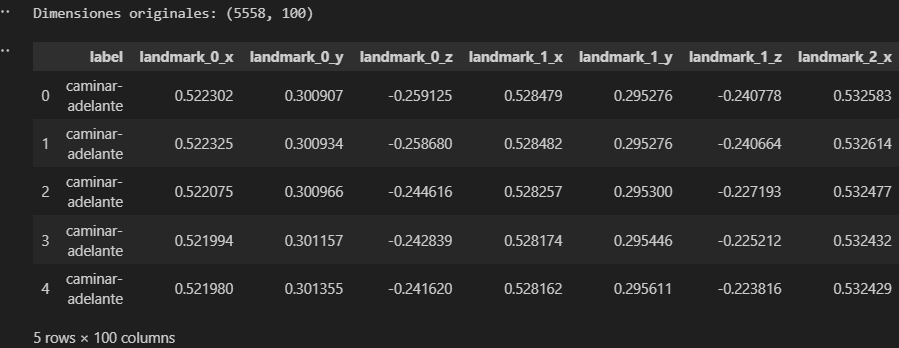 Dimensiones originales: (5558, 100)
label landmark_0_x landmark_0_y landmark_0_z landmark_1_x landmark_1_y landmark_1_z landmark_2_x
0 caminar-adelante 0.522302 0.300907 -0.259125 0.528479 0.295276 -0.240778 0.532583
1 caminar-adelante 0.522325 0.300934 -0.258680 0.528482 0.295276 -0.240664 0.532614
2 caminar-adelante 0.522075 0.300966 -0.244616 0.528257 0.295300 -0.227193 0.532477
3 caminar-adelante 0.521994 0.301157 -0.242839 0.528174 0.295446 -0.225212 0.532432
4 caminar-adelante 0.521980 0.301355 -0.241620 0.528162 0.295611 -0.223816 0.532429
5 rows × 100 columns